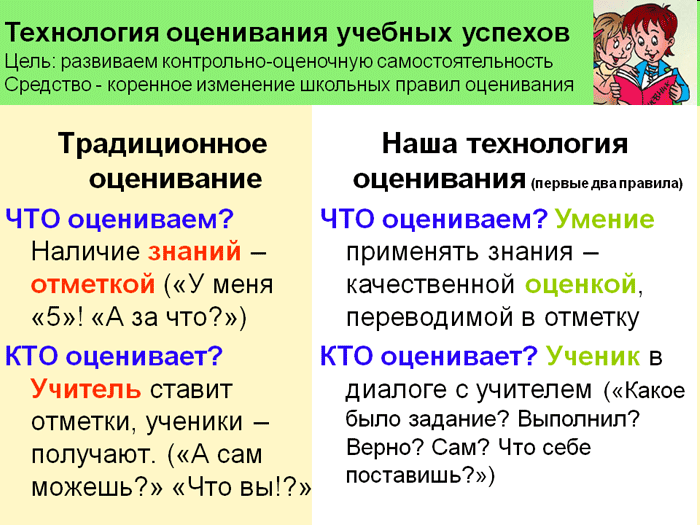 Технология оценивания учебных успехов
Цель: развиваем контрольно-оценочную самостоятельность
Средство - коренное изменение школьных правил оценивания
Традиционное
оценивание
ЧТО оцениваем?
Наличие знаний –
отметкой («У меня
«5»! «А за что?»)
КТО оценивает?
Учитель ставит
отметки, ученики –
получают. («А сам
можешь?» «Что вы!?»
Наша технология
оценивания (первые два правила)
ЧТО оцениваем? Умение
применять знания –
качественной оценкой,
переводимой в отметку
КТО оценивает? Ученик в
диалоге с учителем («Какое
было задание? Выполнил?
Верно? Сам? Что себе
поставишь?»)